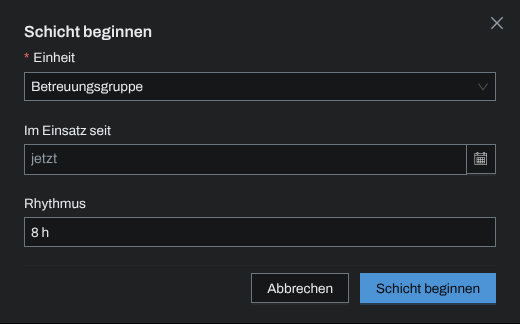 Schicht beginnen
* Einheit
Betreuungsgruppe
Im Einsatz seit
jetzt
Rhythmus
8 h
Abbrechen
Schicht beginnen